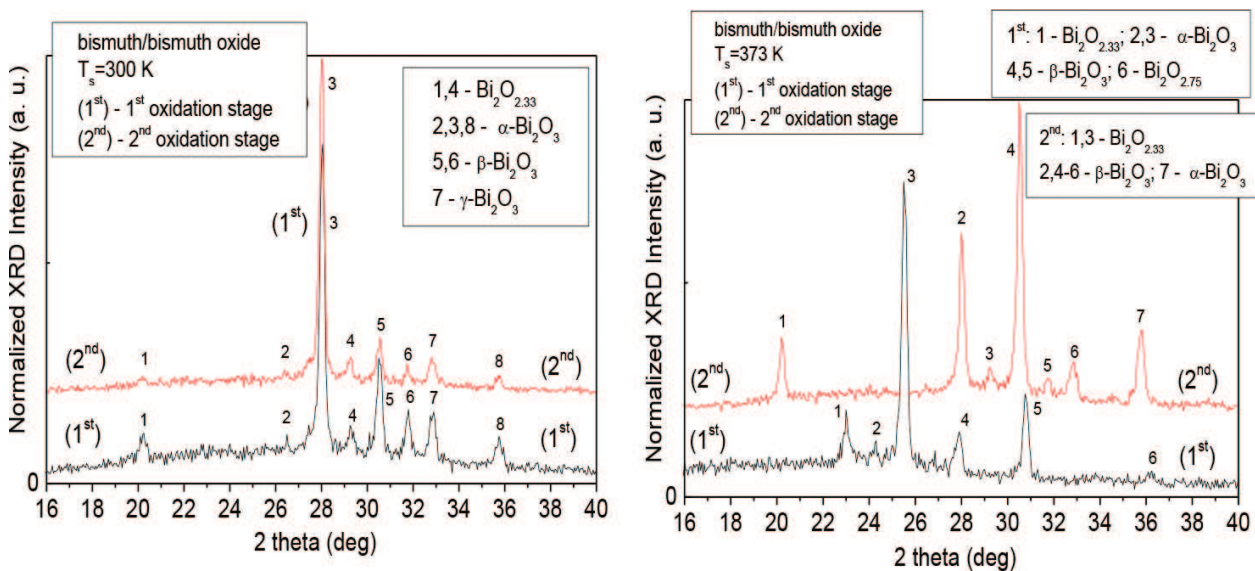 bismuth/bismuth oxide
Tₛ=300 K
(1ˢᵗ) - 1ˢᵗ oxidation stage
(2ⁿᵈ) - 2ⁿᵈ oxidation stage
1,4 - Bi₂O₂.₃₃
2,3,8 - α-Bi₂O₃
5,6 - β-Bi₂O₃
7 - γ-Bi₂O₃
3
(1ˢᵗ)
3
(2ⁿᵈ) 1 2 4 5 6 7 8 (2ⁿᵈ)
(1ˢᵗ) 1 2 4 5 6 7 8 (1ˢᵗ)
0
16 18 20 22 24 26 28 30 32 34 36 38 40
2 theta (deg)
Normalized XRD Intensity (a. u.)
bismuth/bismuth oxide
Tₛ=373 K
(1ˢᵗ) - 1ˢᵗ oxidation stage
(2ⁿᵈ) - 2ⁿᵈ oxidation stage
1ˢᵗ: 1 - Bi₂O₂.₃₃; 2,3 - α-Bi₂O₃
4,5 - β-Bi₂O₃; 6 - Bi₂O₂.₇₅
2ⁿᵈ: 1,3 - Bi₂O₂.₃₃
2,4-6 - β-Bi₂O₃; 7 - α-Bi₂O₃
(2ⁿᵈ) 1 2 3 4 5 6 7 (2ⁿᵈ)
(1ˢᵗ) 1 2 3 4 5 6 (1ˢᵗ)
0
16 18 20 22 24 26 28 30 32 34 36 38 40
2 theta (deg)
Normalized XRD Intensity (a. u.)